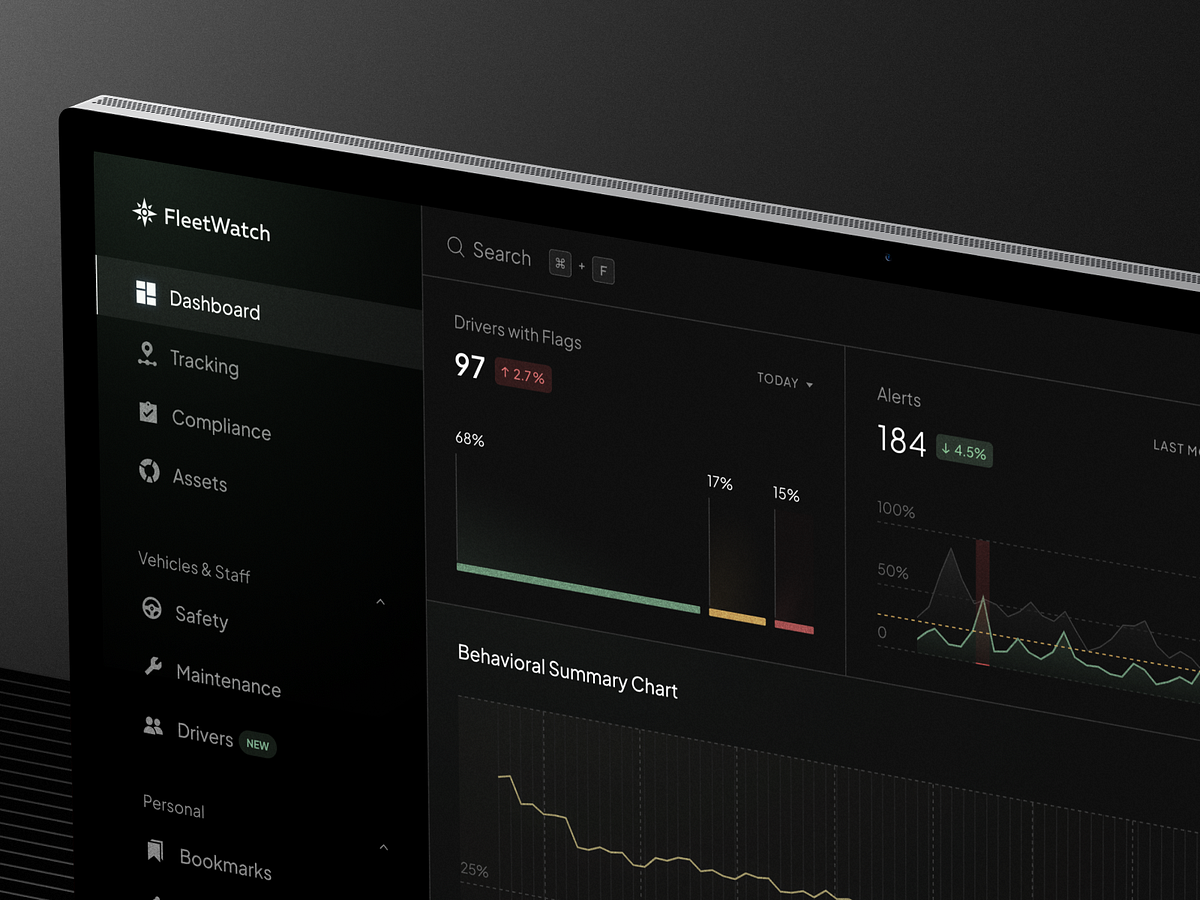 FleetWatch
Dashboard
Tracking
Compliance
Assets
Vehicles & Staff
Safety
Maintenance
Drivers NEW
Personal
Bookmarks
Search ⌘ + F
Drivers with Flags
97 ↑ 2.7%
TODAY
68%
17%
15%
Alerts
184 ↓ 4.5%
LAST
100%
50%
0
Behavioral Summary Chart
25%